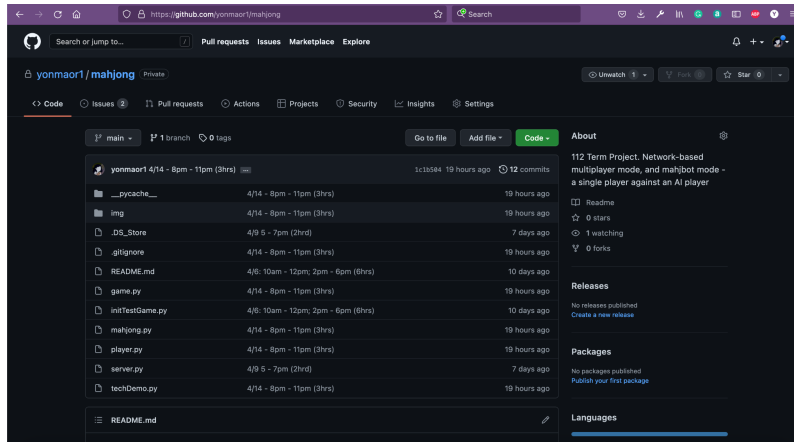 https://github.com/yonmaor1/mahjong
Search
Search or jump to...
/
Pull requests Issues Marketplace Explore
yonmaor1 / mahjong Private
Unwatch 1
Fork 0
Star 0
Code
Issues 2
Pull requests
Actions
Projects
Security
Insights
Settings
main
1 branch
0 tags
Go to file
Add file
Code
yonmaor1 4/14 - 8pm - 11pm (3hrs) ... 1c1b504 19 hours ago 12 commits
__pycache__ 4/14 - 8pm - 11pm (3hrs) 19 hours ago
img 4/14 - 8pm - 11pm (3hrs) 19 hours ago
.DS_Store 4/9 5 - 7pm (2hrd) 7 days ago
.gitignore 4/14 - 8pm - 11pm (3hrs) 19 hours ago
README.md 4/6: 10am - 12pm; 2pm - 6pm (6hrs) 10 days ago
game.py 4/14 - 8pm - 11pm (3hrs) 19 hours ago
initTestGame.py 4/6: 10am - 12pm; 2pm - 6pm (6hrs) 10 days ago
mahjong.py 4/14 - 8pm - 11pm (3hrs) 19 hours ago
player.py 4/14 - 8pm - 11pm (3hrs) 19 hours ago
server.py 4/9 5 - 7pm (2hrd) 7 days ago
techDemo.py 4/14 - 8pm - 11pm (3hrs) 19 hours ago
README.md
About
112 Term Project. Network-based
multiplayer mode, and mahjbot mode -
a single player against an AI player
Readme
0 stars
1 watching
0 forks
Releases
No releases published
Create a new release
Packages
No packages published
Publish your first package
Languages